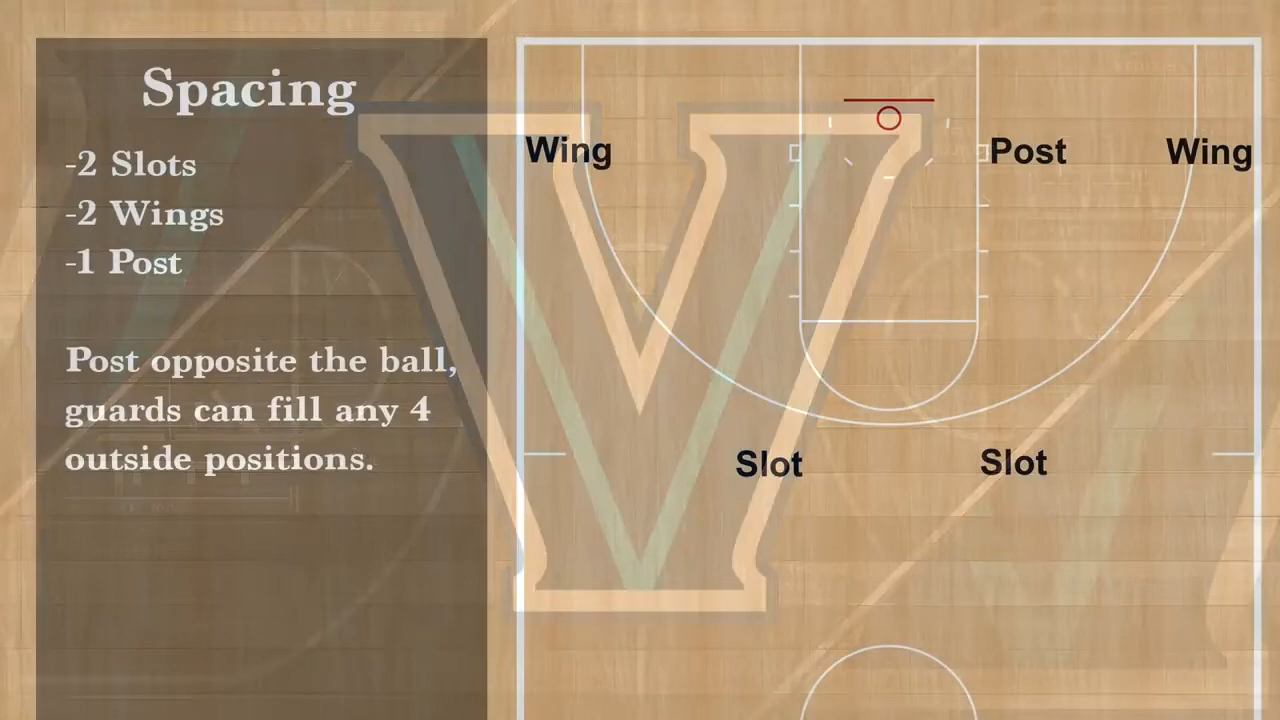 Spacing
-2 Slots
-2 Wings
-1 Post
Post opposite the ball,
guards can fill any 4
outside positions.
Wing
Post
Wing
Slot
Slot
V